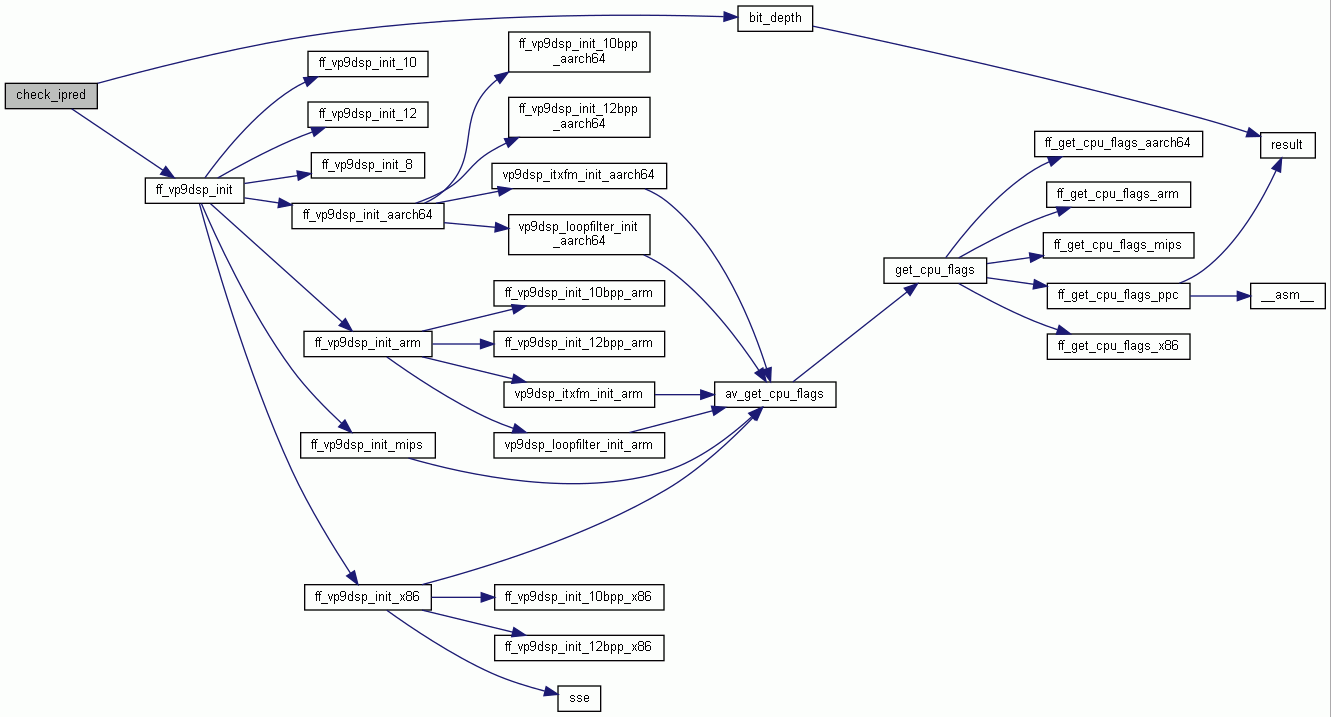 check_ipred
bit_depth
result
ff_vp9dsp_init
ff_vp9dsp_init_10
ff_vp9dsp_init_12
ff_vp9dsp_init_8
ff_vp9dsp_init_aarch64
ff_vp9dsp_init_10bpp
_aarch64
ff_vp9dsp_init_12bpp
_aarch64
vp9dsp_itxfm_init_aarch64
vp9dsp_loopfilter_init
_aarch64
ff_vp9dsp_init_arm
ff_vp9dsp_init_10bpp_arm
ff_vp9dsp_init_12bpp_arm
vp9dsp_itxfm_init_arm
vp9dsp_loopfilter_init_arm
ff_vp9dsp_init_mips
ff_vp9dsp_init_x86
ff_vp9dsp_init_10bpp_x86
ff_vp9dsp_init_12bpp_x86
sse
av_get_cpu_flags
get_cpu_flags
ff_get_cpu_flags_aarch64
ff_get_cpu_flags_arm
ff_get_cpu_flags_mips
ff_get_cpu_flags_ppc
ff_get_cpu_flags_x86
__asm__